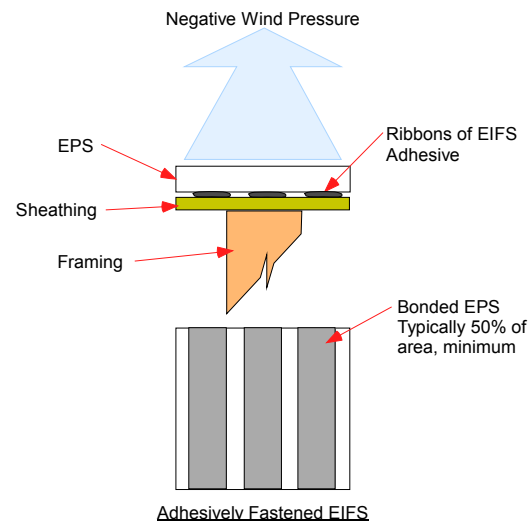 Negative Wind Pressure
Ribbons of EIFS
Adhesive
EPS
Sheathing
Framing
Bonded EPS
Typically 50% of
area, minimum
Adhesively Fastened EIFS